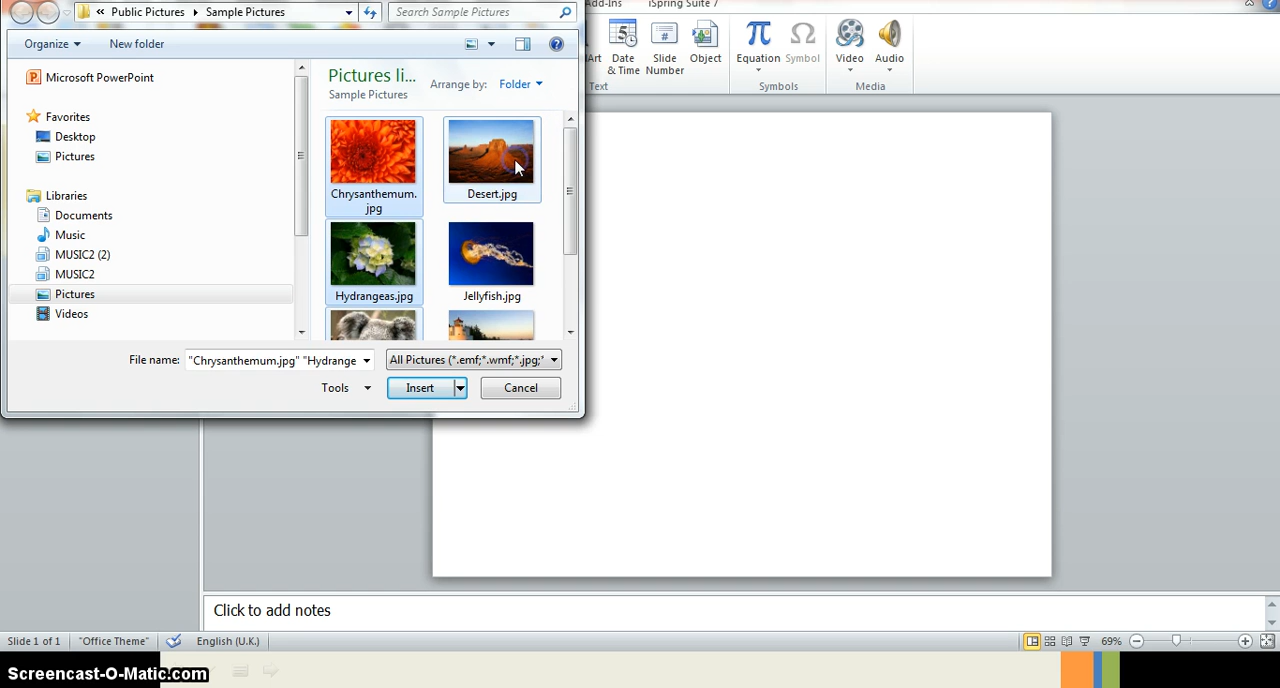 Public Pictures Sample Pictures Search Sample Pictures
Add-Ins iSpring Suite 7
Organize New folder
Date & Time
Slide Number
Object
Equation
Symbol
Video
Audio
Text Symbols Media
Microsoft PowerPoint
Favorites
Desktop
Pictures
Libraries
Documents
Music
MUSIC2 (2)
MUSIC2
Pictures
Videos
Pictures li...
Sample Pictures
Arrange by: Folder
Chrysanthemum.
jpg
Desert.jpg
Hydrangeas.jpg
Jellyfish.jpg
File name: "Chrysanthemum.jpg" "Hydrange
All Pictures (*.emf;*.wmf;*.jpg;*
Tools Insert Cancel
Click to add notes
Slide 1 of 1 "Office Theme" English (U.K.) 69%
Screencast-O-Matic.com